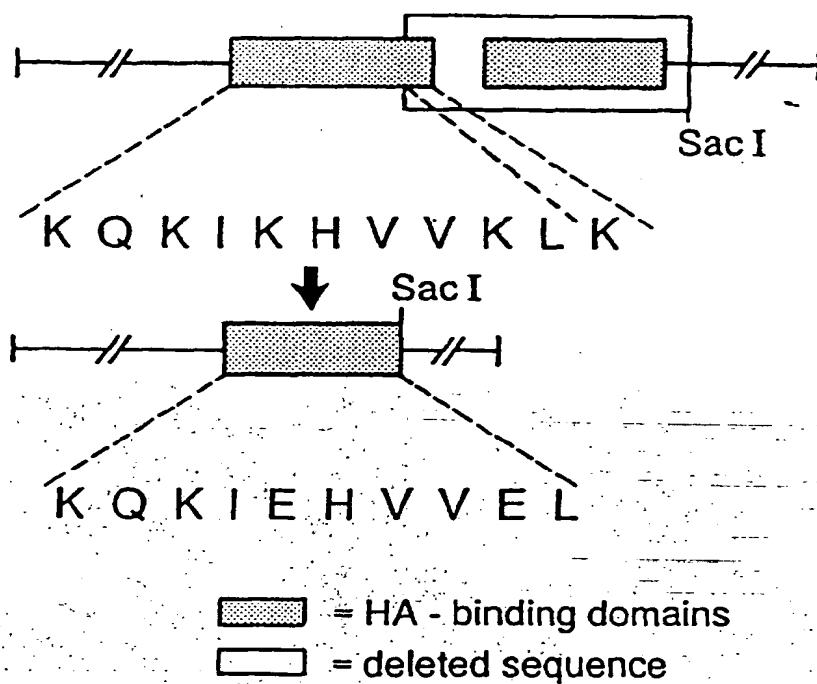 Sac I
K Q K I K H V V K L K
Sac I
K Q K I E H V V E L
= HA - binding domains
= deleted sequence